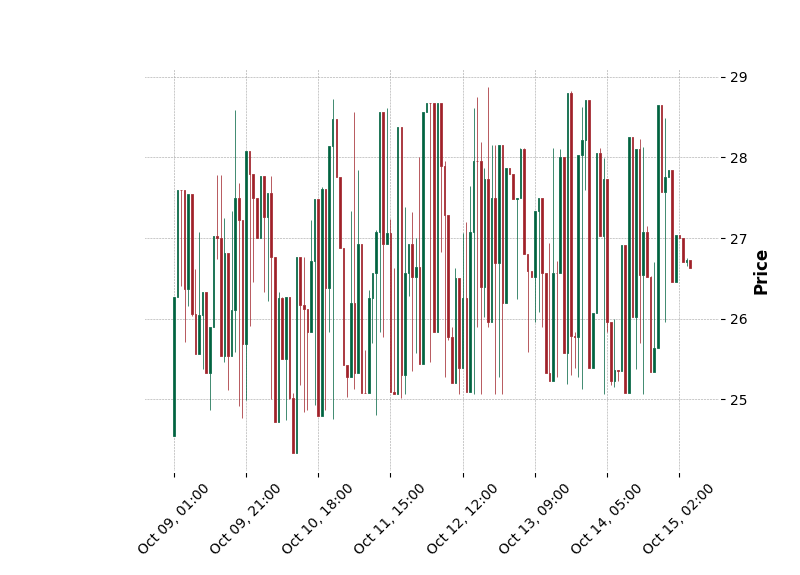 29
28
27
26
25
Price
Oct 09, 01:00
Oct 09, 21:00
Oct 10, 18:00
Oct 11, 15:00
Oct 12, 12:00
Oct 13, 09:00
Oct 14, 05:00
Oct 15, 02:00